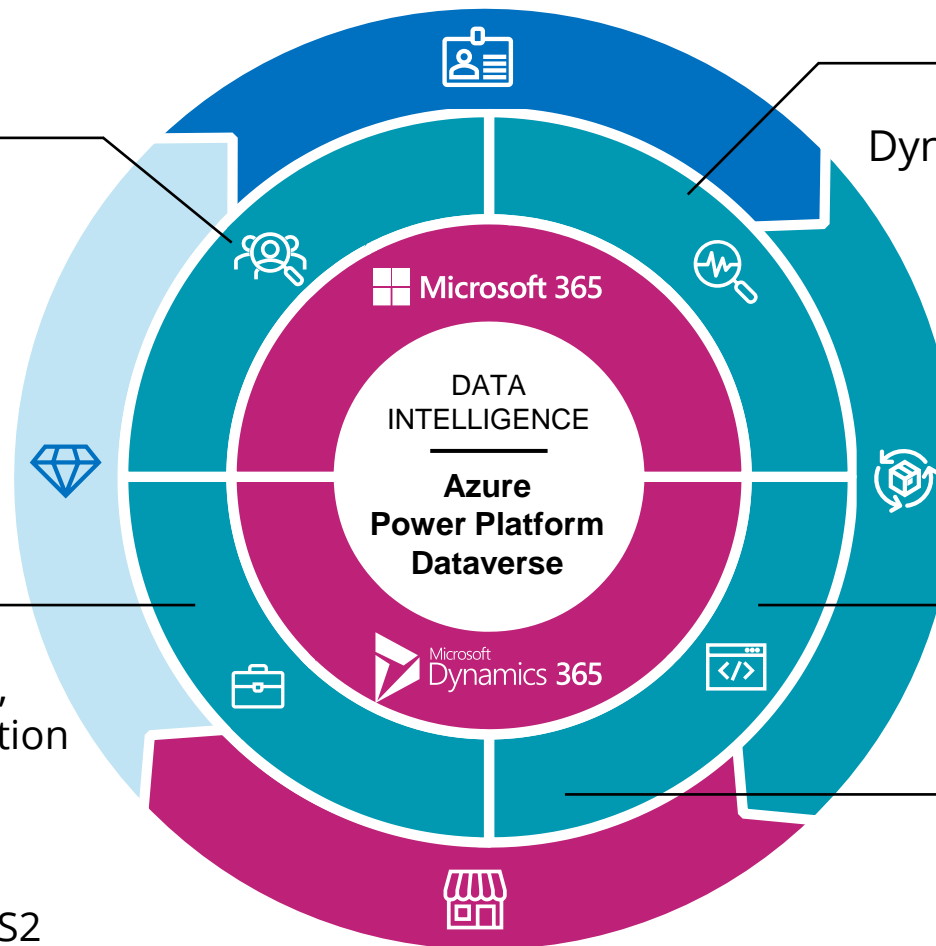 Dyn
Microsoft 365
DATA
INTELLIGENCE
Azure
Power Platform
Dataverse
Microsoft
Dynamics 365
,
tion
S2